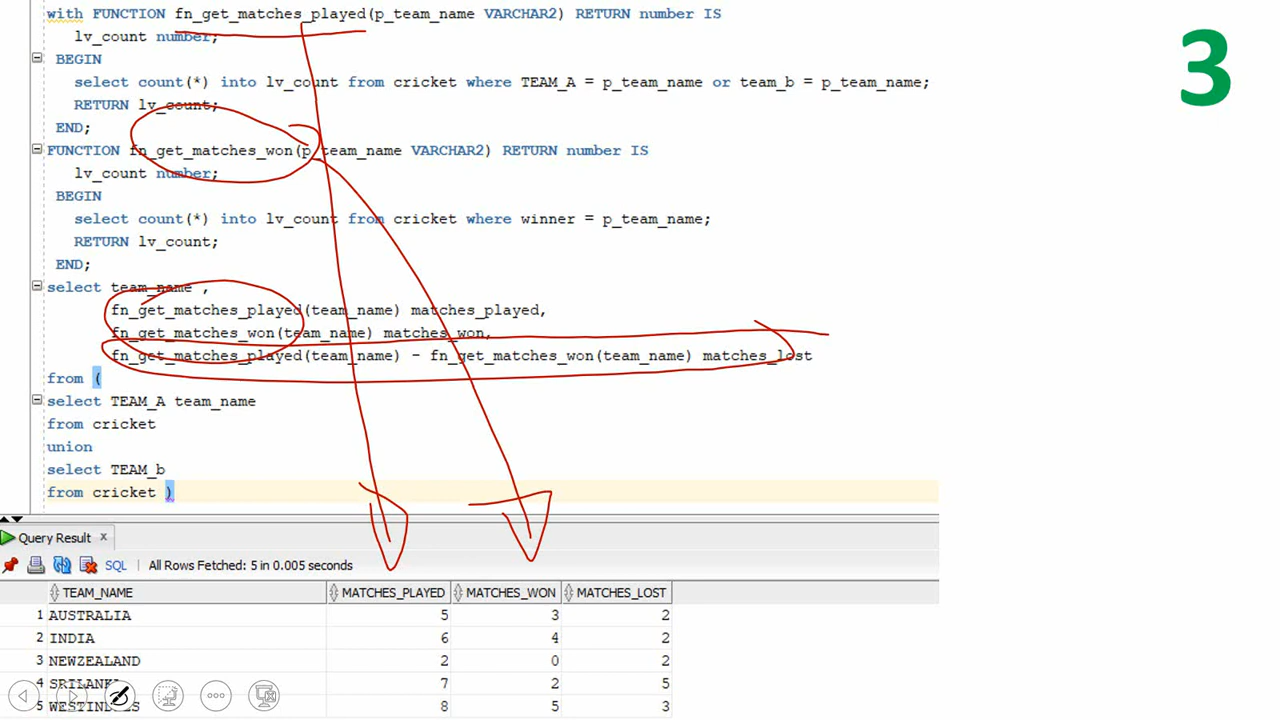 with FUNCTION fn_get_matches_played(p_team_name VARCHAR2) RETURN number IS
3
lv_count number;
BEGIN
select count(*) into lv_count from cricket where TEAM_A = p_team_name or team_b = p_team_name;
RETURN lv_count;
END;
FUNCTION fn_get_matches_won(p_team_name VARCHAR2) RETURN number IS
lv_count number;
BEGIN
select count(*) into lv_count from cricket where winner = p_team_name;
RETURN lv_count;
END;
select team_name ,
fn_get_matches_played(team_name) matches_played,
fn_get_matches_won(team_name) matches_won,
fn_get_matches_played(team_name) - fn_get_matches_won(team_name) matches_lost
from (
select TEAM_A team_name
from cricket
union
select TEAM_b
from cricket )
Query Result x
SQL | All Rows Fetched: 5 in 0.005 seconds
TEAM_NAME MATCHES_PLAYED MATCHES_WON MATCHES_LOST
1 AUSTRALIA 5 3 2
2 INDIA 6 4 2
3 NEWZEALAND 2 0 2
4 SRILANKA 7 2 5
5 WESTINDIES 8 5 3